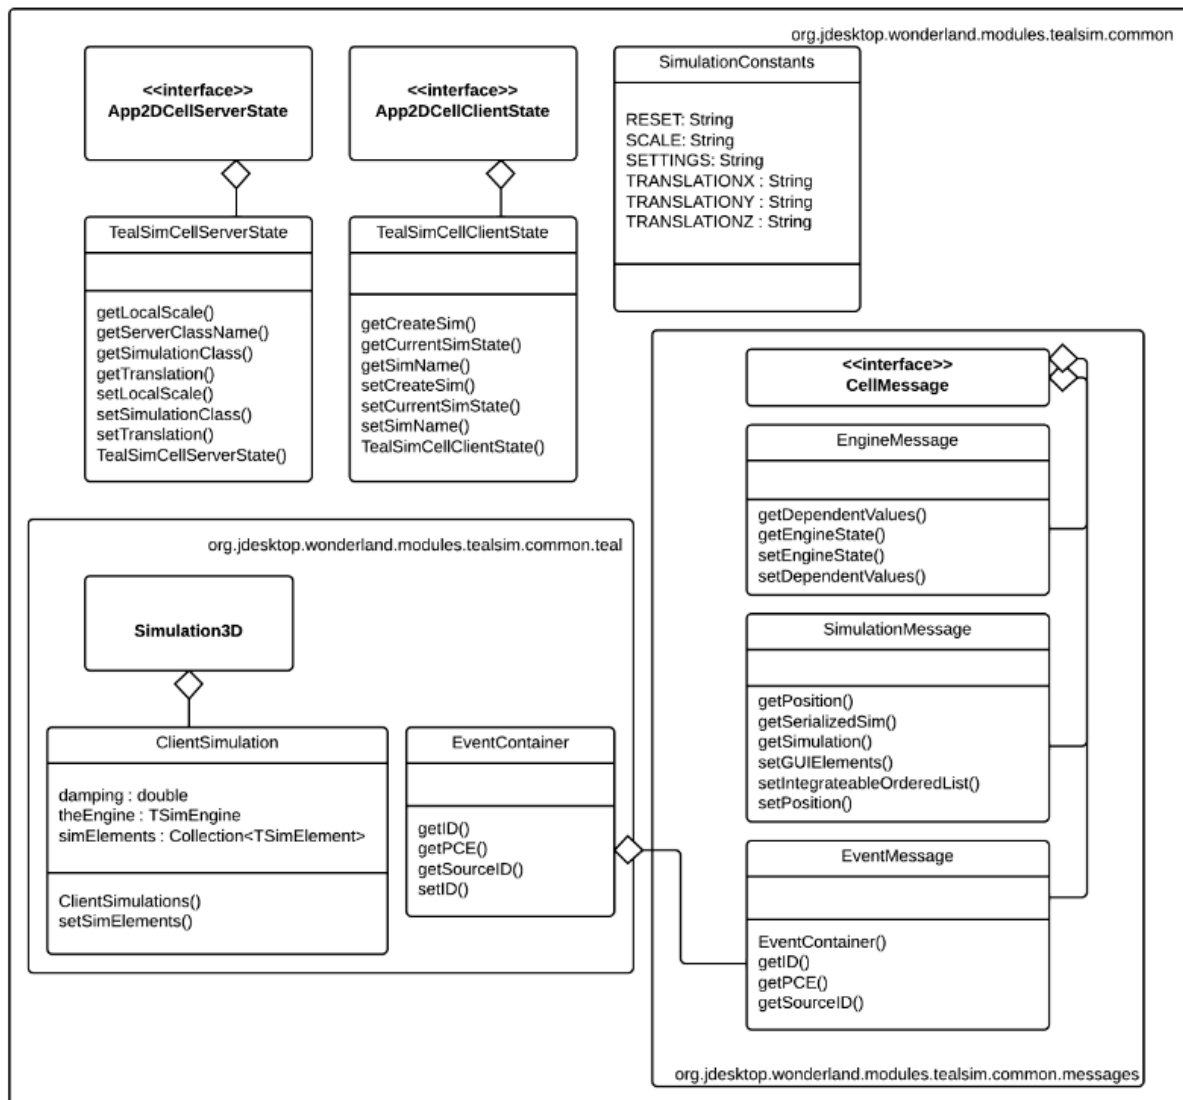 org.jdesktop.wonderland.modules.tealsim.common
<<interface>>
App2DCellServerState
<<interface>>
App2DCellClientState
SimulationConstants
RESET: String
SCALE: String
SETTINGS: String
TRANSLATIONX : String
TRANSLATIONY : String
TRANSLATIONZ : String
TealSimCellServerState
getLocalScale()
getServerClassName()
getSimulationClass()
getTranslation()
setLocalScale()
setSimulationClass()
setTranslation()
TealSimCellServerState()
TealSimCellClientState
getCreateSim()
getCurrentSimState()
getSimName()
setCreateSim()
setCurrentSimState()
setSimName()
TealSimCellClientState()
<<interface>>
CellMessage
EngineMessage
getDependentValues()
getEngineState()
setEngineState()
setDependentValues()
SimulationMessage
getPosition()
getSerializedSim()
getSimulation()
setGUIElements()
setIntegrateableOrderedList()
setPosition()
EventMessage
EventContainer()
getID()
getPCE()
getSourceID()
org.jdesktop.wonderland.modules.tealsim.common.messages
org.jdesktop.wonderland.modules.tealsim.common.teal
Simulation3D
ClientSimulation
damping : double
theEngine : TSimEngine
simElements : Collection<TSimElement>
ClientSimulations()
setSimElements()
EventContainer
getID()
getPCE()
getSourceID()
setID()